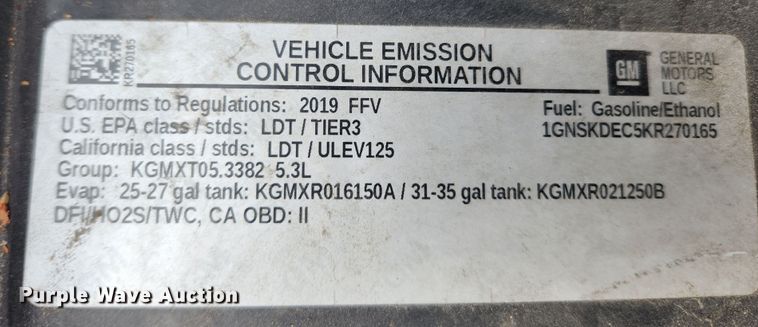 KR270165
VEHICLE EMISSION
CONTROL INFORMATION
GM
GENERAL
MOTORS
LLC
Conforms to Regulations: 2019 FFV
Fuel: Gasoline/Ethanol
U.S. EPA class / stds: LDT / TIER3
1GNSKDEC5KR270165
California class / stds: LDT / ULEV125
Group: KGMXT05.3382 5.3L
Evap: 25-27 gal tank: KGMXR016150A / 31-35 gal tank: KGMXR021250B
DFI/HO2S/TWC, CA OBD: II
Purple Wave Auction